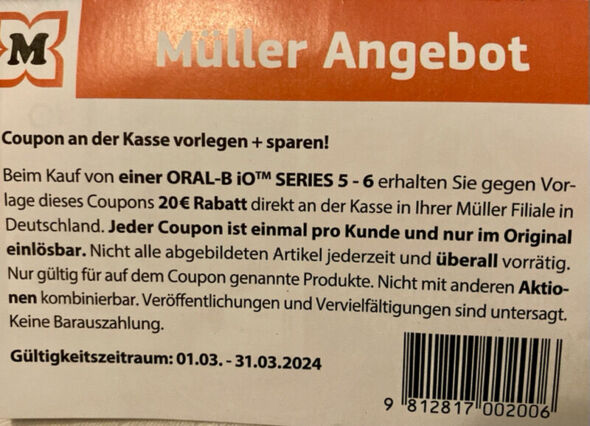 M
Müller Angebot
Coupon an der Kasse vorlegen + sparen!
Beim Kauf von einer ORAL-B iO™ SERIES 5 - 6 erhalten Sie gegen Vor-
lage dieses Coupons 20€ Rabatt direkt an der Kasse in Ihrer Müller Filiale in
Deutschland. Jeder Coupon ist einmal pro Kunde und nur im Original
einlösbar. Nicht alle abgebildeten Artikel jederzeit und überall vorrätig.
Nur gültig für auf dem Coupon genannte Produkte. Nicht mit anderen Aktio-
nen kombinierbar. Veröffentlichungen und Vervielfältigungen sind untersagt.
Keine Barauszahlung.
Gültigkeitszeitraum: 01.03. - 31.03.2024
9 812817 002006